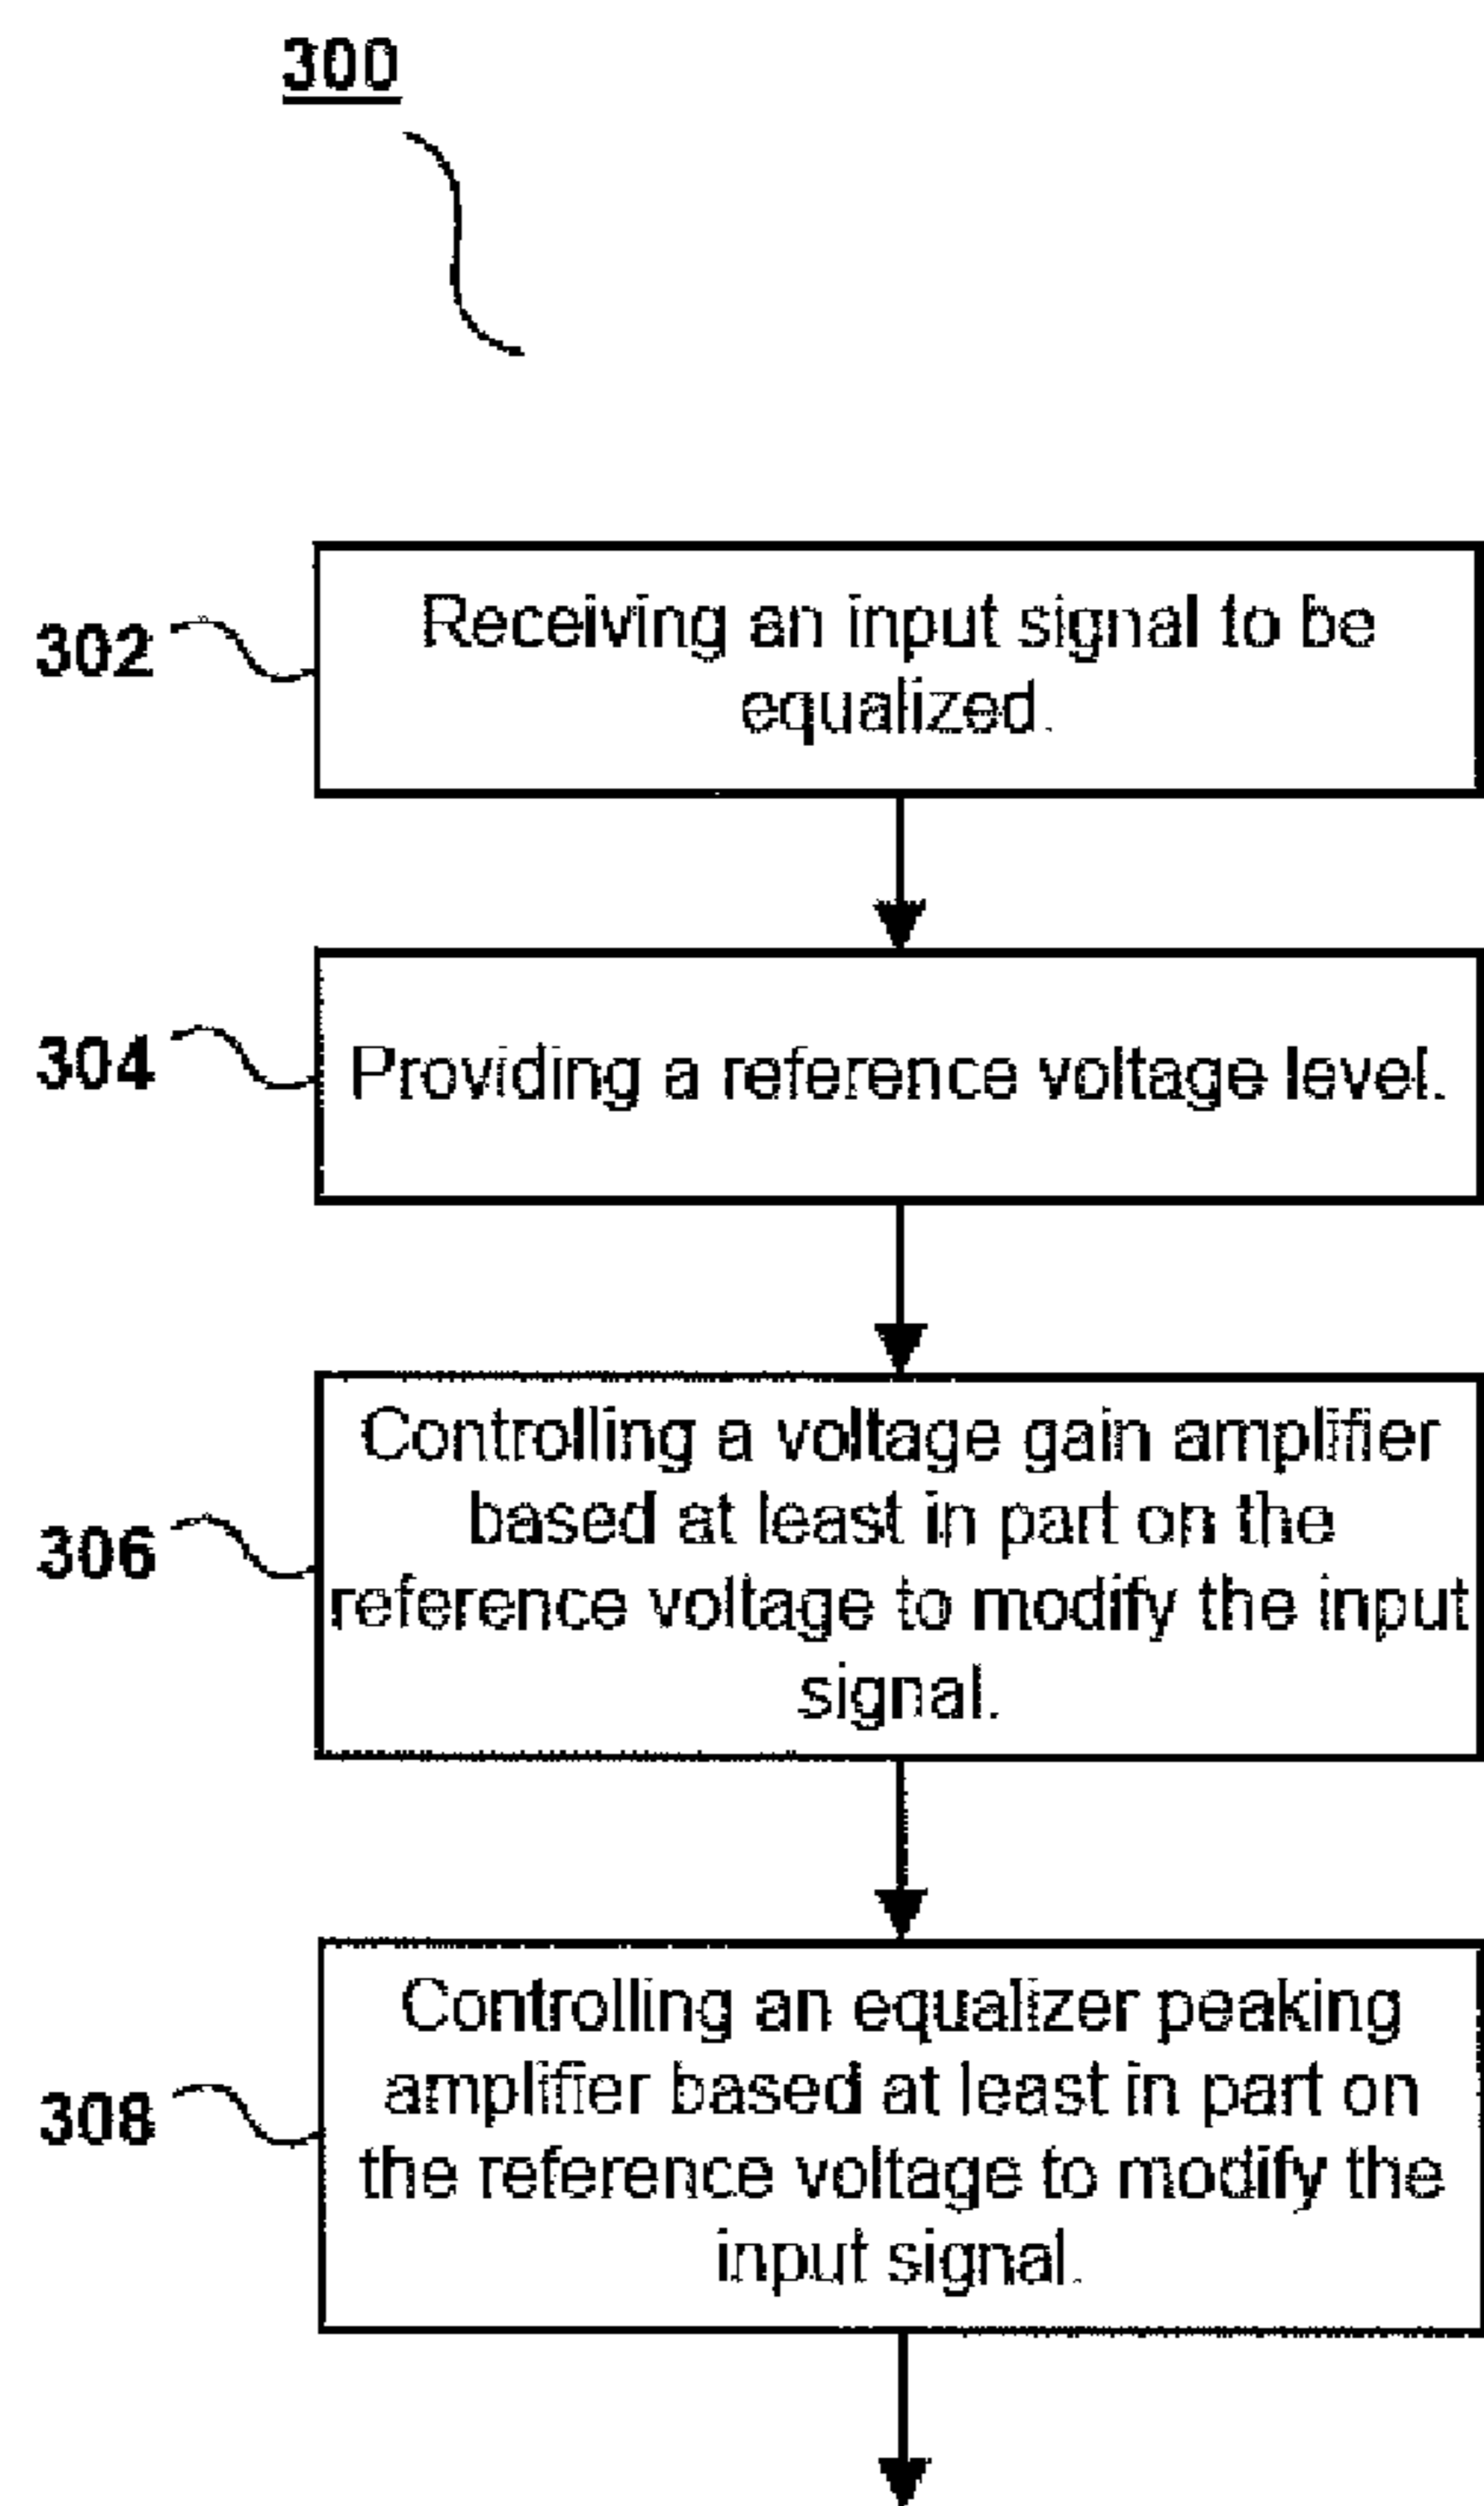 300
302
Receiving an input signal to be
equalized.
304
Providing a reference voltage level.
306
Controlling a voltage gain amplifier
based at least in part on the
reference voltage to modify the input
signal.
308
Controlling an equalizer peaking
amplifier based at least in part on
the reference voltage to modify the
input signal.